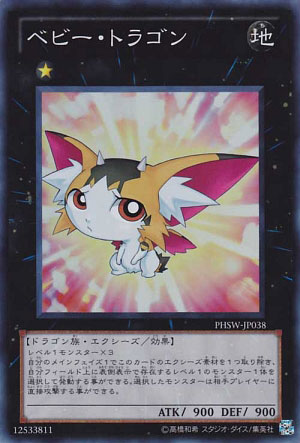 ベビー・トラゴン
地
PHSW-JP038
【ドラゴン族・エクシーズ/効果】
レベル1モンスター×3
自分のメインフェイズ1でこのカードのエクシーズ素材を1つ取り除き、
自分フィールド上に表側表示で存在するレベル1のモンスター1体を
選択して発動する事ができる。選択したモンスターは相手プレイヤーに
直接攻撃する事ができる。
ATK/ 900 DEF/ 900
12533811
©高橋和希 スタジオ・ダイス/集英社